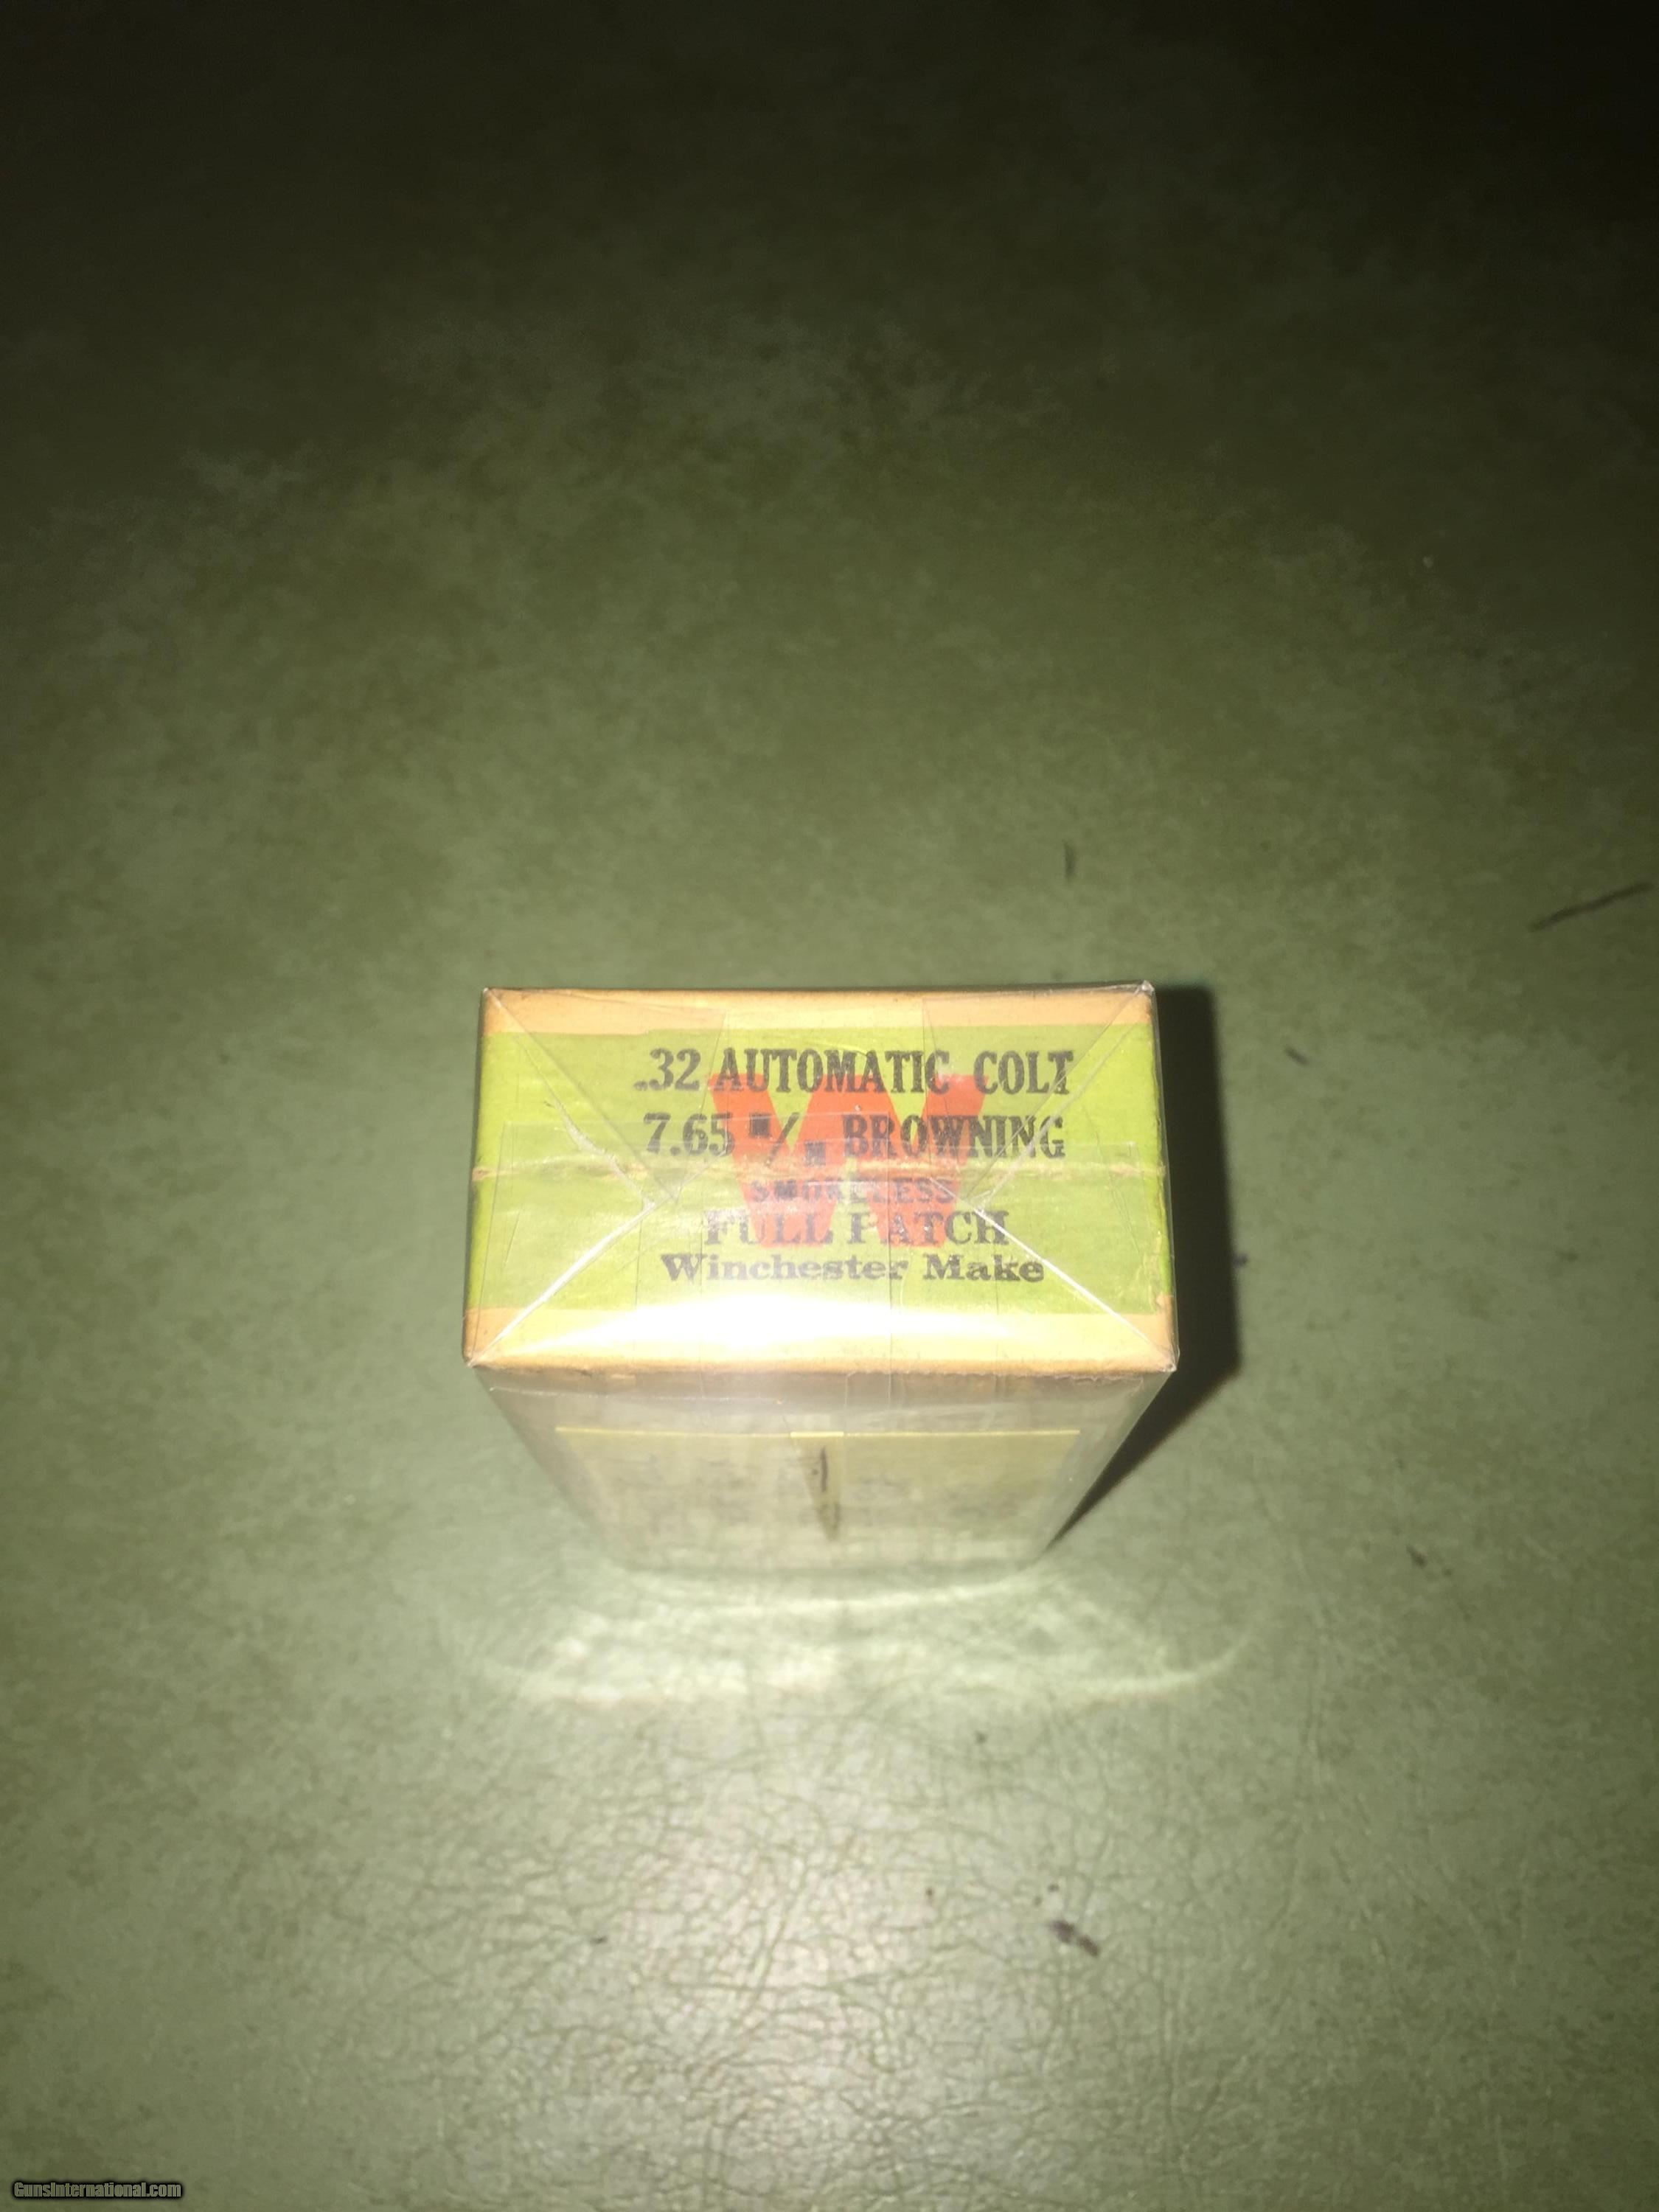 .32 AUTOMATIC COLT
7.65 M/M BROWNING
SMOKELESS
FULL PATCH
Winchester Make
W
GunsInternational.com